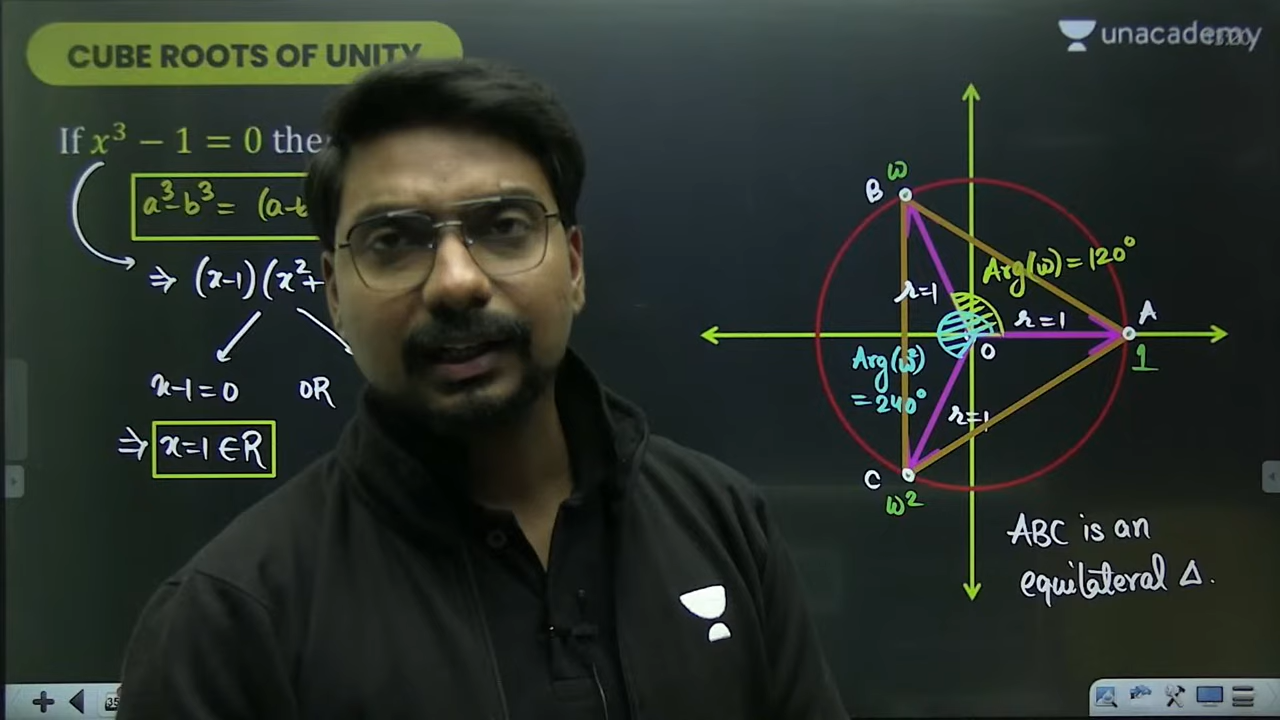 CUBE ROOTS OF UNITY
unacademy
If x³ − 1 = 0 the
a³-b³ = (a-b
⇒ (x-1)(x²+
x-1=0 OR
⇒ x=1 ∈ R
B ω
Arg(ω) = 120°
r=1
r=1
A
O
1
Arg(ω²)
= 240°
r=1
C
ω2
ABC is an
equilateral Δ.
35